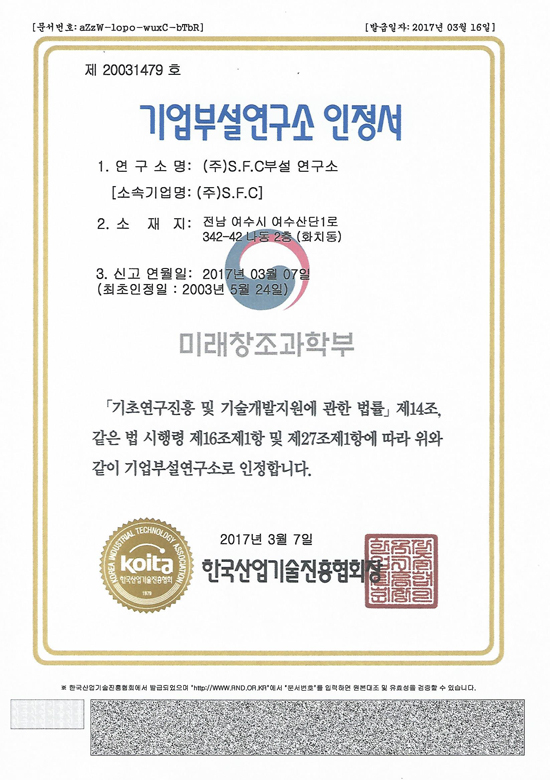 [문서번호: aZzW-lopo-wuxC-bTbR]
[발급일자: 2017년 03월 16일]
제 20031479 호
기업부설연구소 인정서
1. 연 구 소 명: (주)S.F.C부설 연구소
[소속기업명: (주)S.F.C]
2. 소 재 지: 전남 여수시 여수산단1로
342-42 나동 2층 (화치동)
3. 신고 연월일: 2017년 03월 07일
(최초인정일 : 2003년 5월 24일)
미래창조과학부
「기초연구진흥 및 기술개발지원에 관한 법률」 제14조,
같은 법 시행령 제16조제1항 및 제27조제1항에 따라 위와
같이 기업부설연구소로 인정합니다.
2017년 3월 7일
KOREA INDUSTRIAL TECHNOLOGY ASSOCIATION
koita
한국산업기술진흥협회
1979
한국산업기술진흥협회장
※ 한국산업기술진흥협회에서 발급되었으며 "http://WWW.RND.OR.KR"에서 "문서번호"를 입력하면 원본대조 및 유효성을 검증할 수 있습니다.